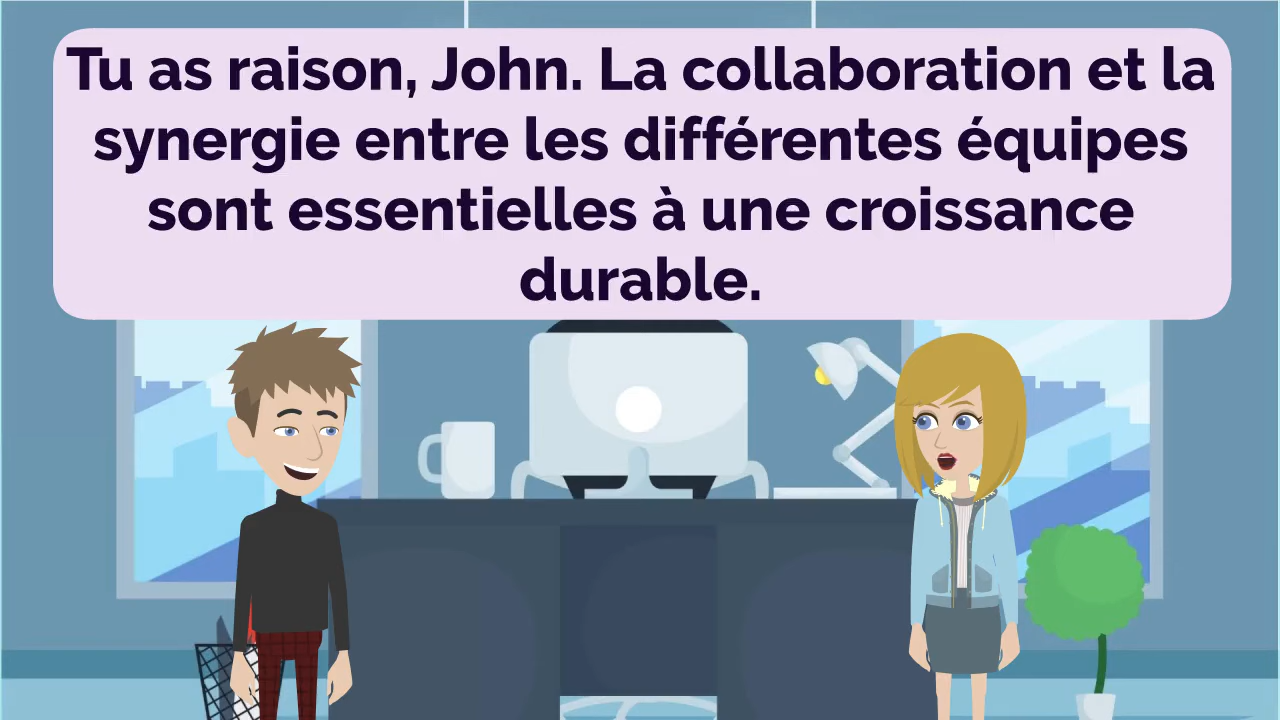 Tu as raison, John. La collaboration et la
synergie entre les différentes équipes
sont essentielles à une croissance
durable.